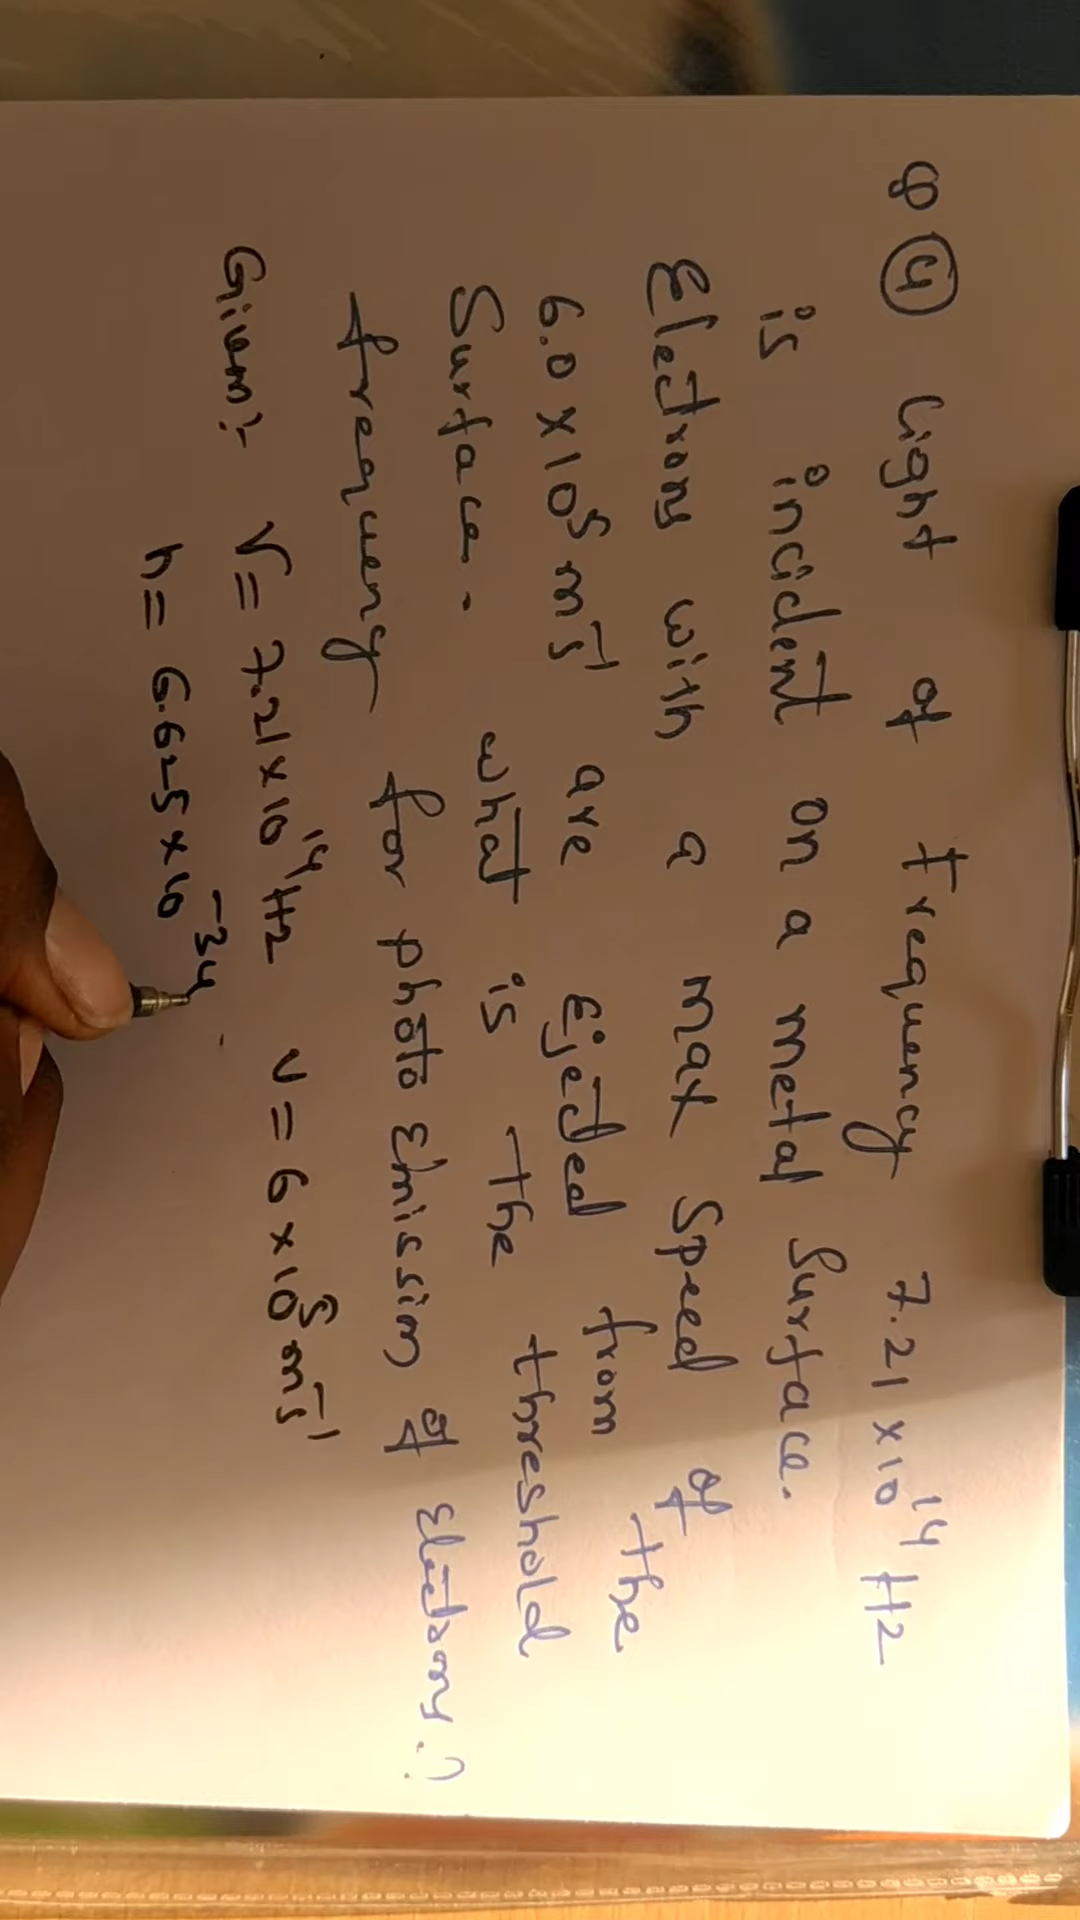 Q ④ Light of frequency 7.21 × 10¹⁴ Hz
is incident on a metal Surface.
Electrons with a max Speed of
6.0 × 10⁵ ms⁻¹ are Ejected from the
Surface. what is the threshold
frequency for photo Emission of Electrons.?
Given:- ν = 7.21 × 10¹⁴ Hz v = 6 × 10⁵ ms⁻¹
h = 6.625 × 10⁻³⁴